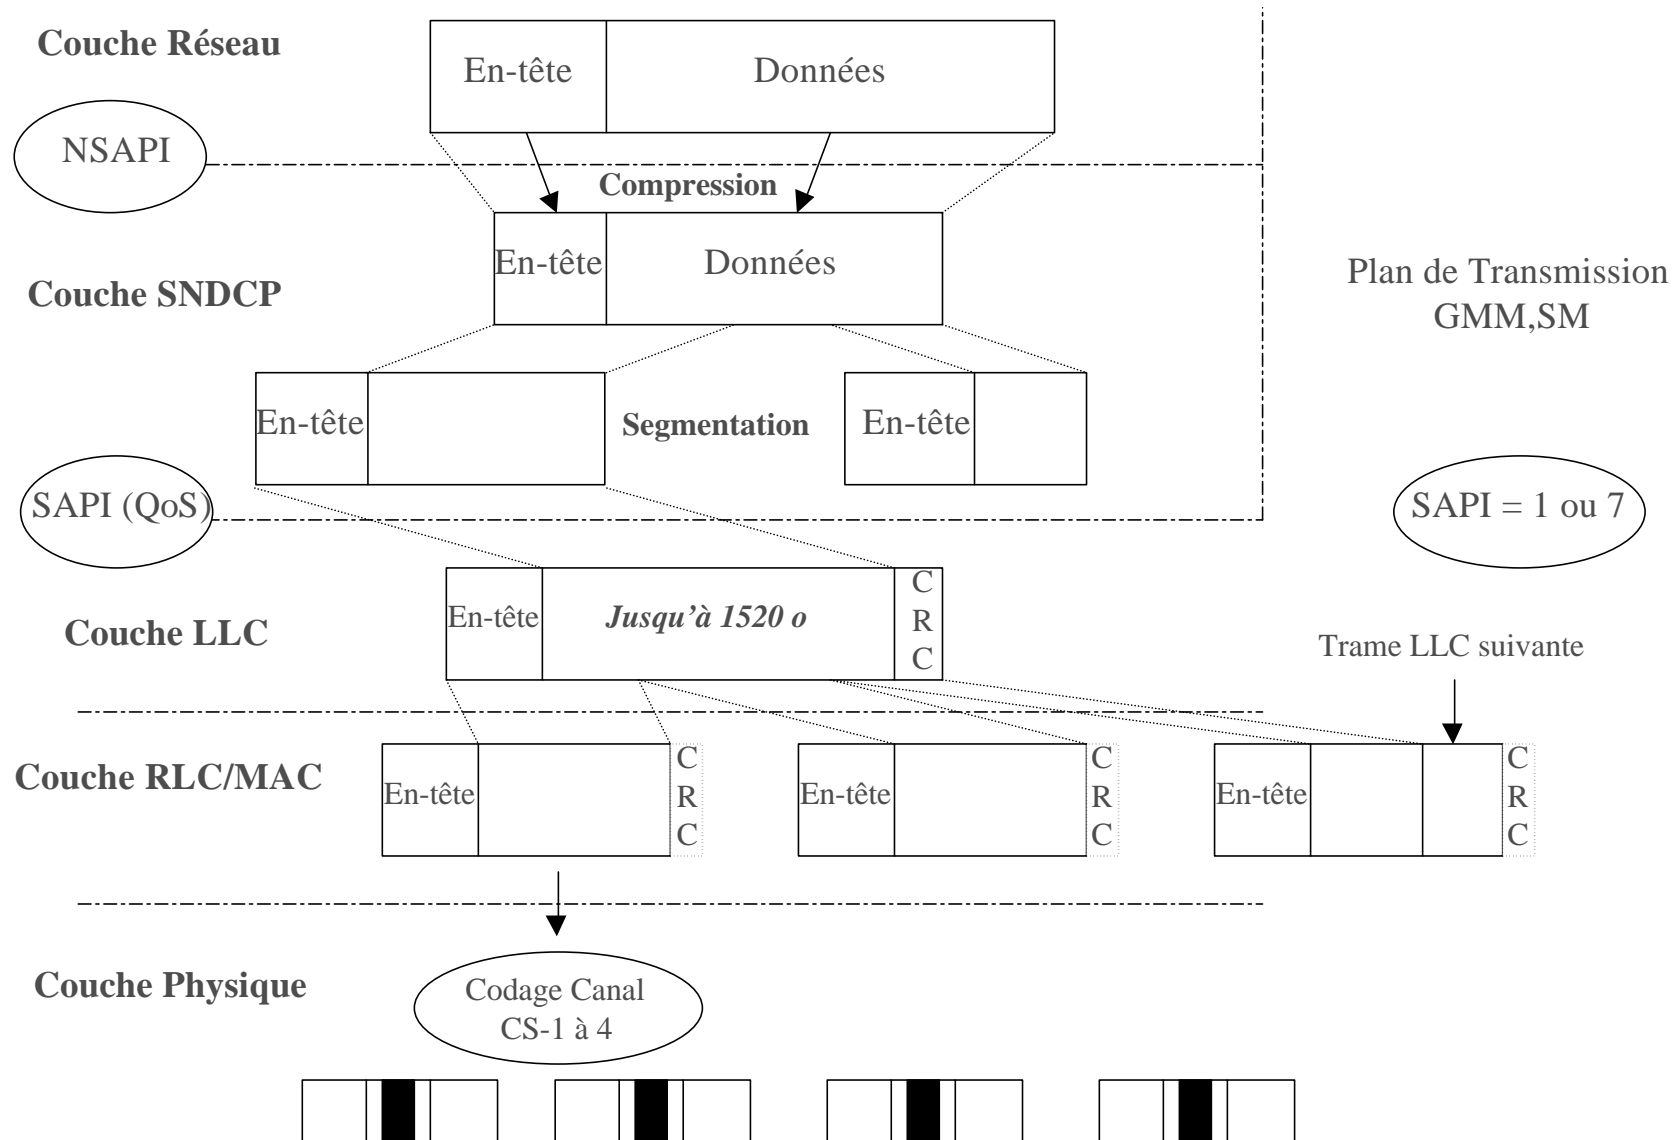 Couche Réseau
En-tête
Données
NSAPI
Compression
En-tête
Données
Couche SNDCP
Plan de Transmission
GMM,SM
En-tête
Segmentation
En-tête
SAPI (QoS)
SAPI = 1 ou 7
Couche LLC
En-tête
Jusqu’à 1520 o
C
R
C
Trame LLC suivante
Couche RLC/MAC
En-tête
C
R
C
En-tête
C
R
C
En-tête
C
R
C
Couche Physique
Codage Canal
CS-1 à 4